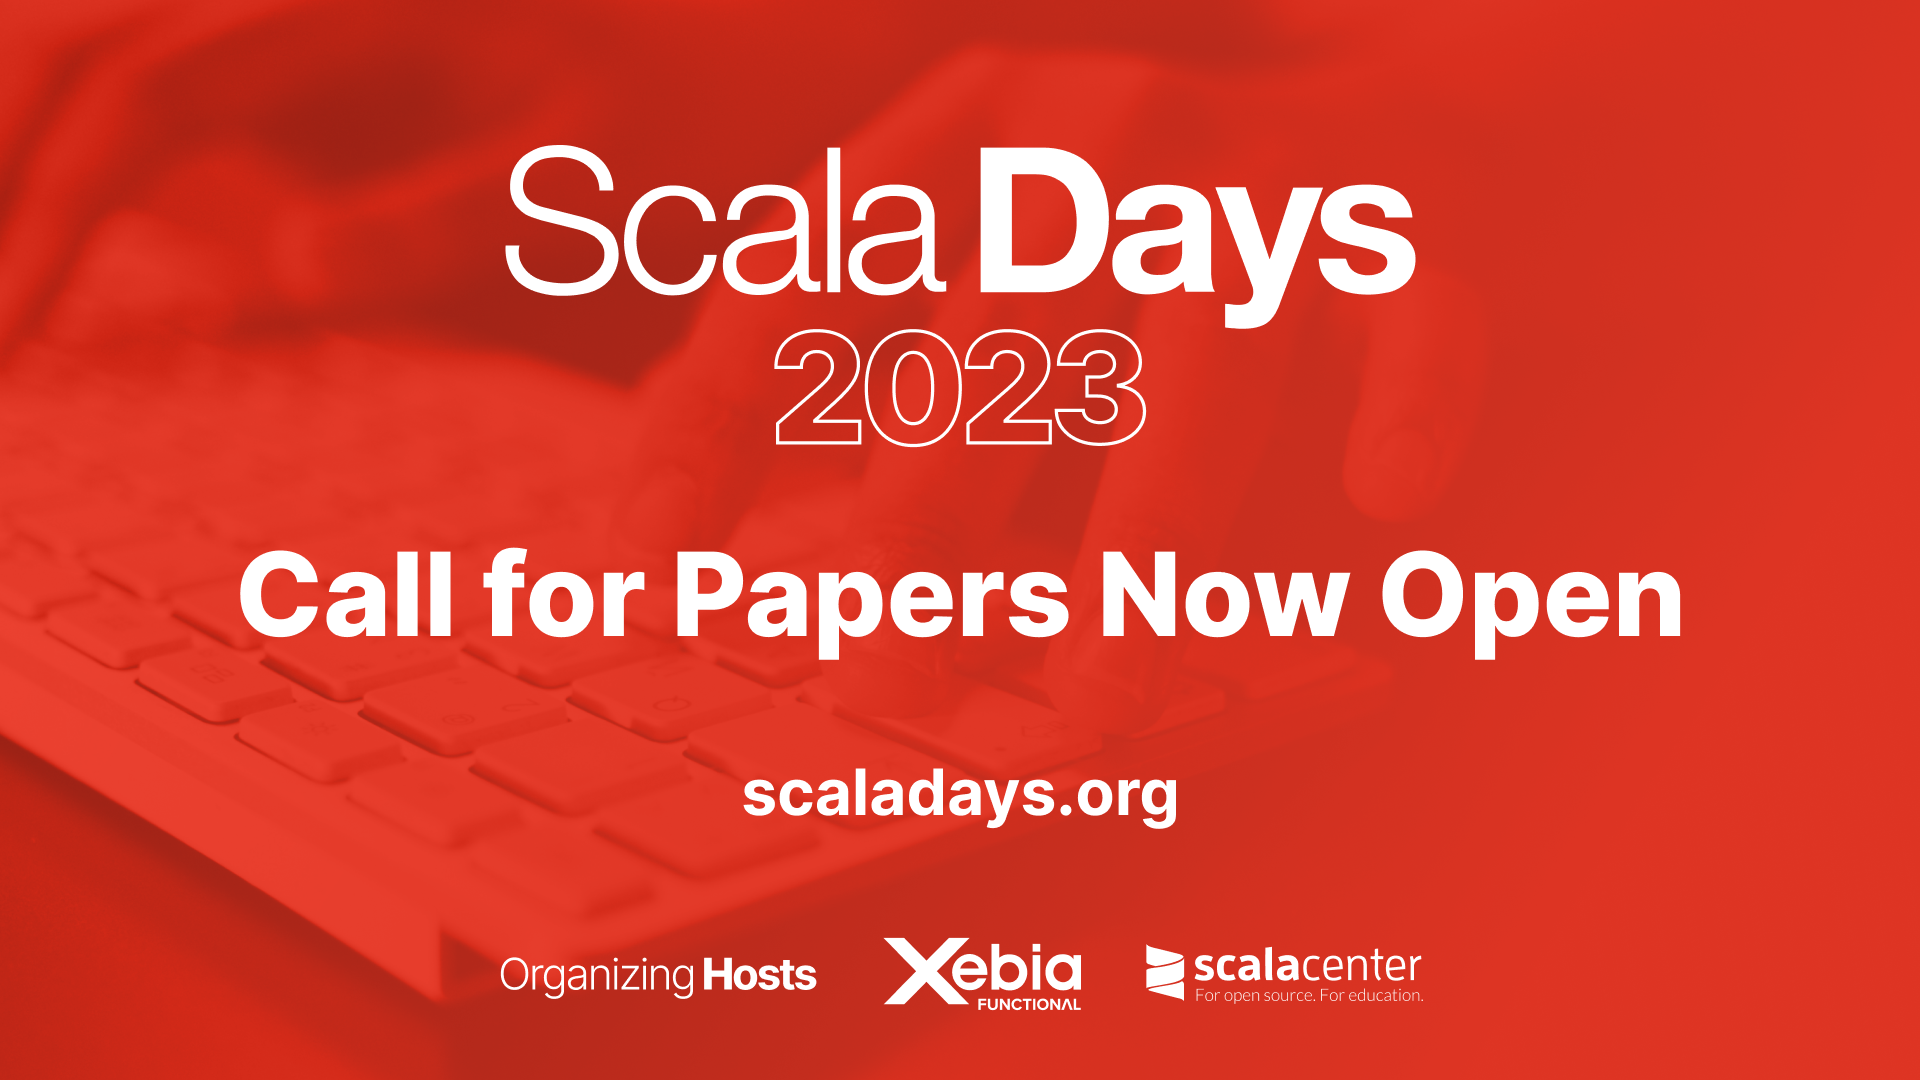 Scala Days
2023
Call for Papers Now Open
scaladays.org
Organizing Hosts
Xebia
FUNCTIONAL
scalacenter
For open source. For education.